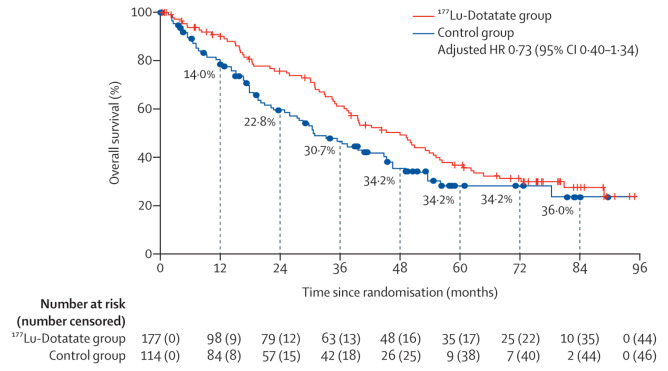 ¹⁷⁷Lu-Dotatate group
Control group
Adjusted HR 0·73 (95% CI 0·40–1·34)
Overall survival (%)
100
80
60
40
20
0
14·0%
22·8%
30·7%
34·2%
34·2%
34·2%
36·0%
0 12 24 36 48 60 72 84 96
Time since randomisation (months)
Number at risk
(number censored)
¹⁷⁷Lu-Dotatate group 177 (0) 98 (9) 79 (12) 63 (13) 48 (16) 35 (17) 25 (22) 10 (35) 0 (44)
Control group 114 (0) 84 (8) 57 (15) 42 (18) 26 (25) 9 (38) 7 (40) 2 (44) 0 (46)